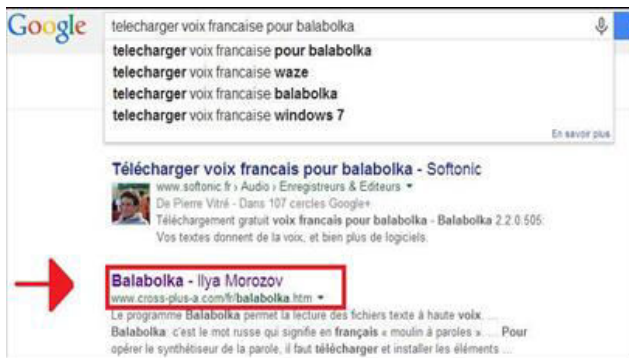 Google telecharger voix francaise pour balabolka
telecharger voix francaise pour balabolka
telecharger voix francaise waze
telecharger voix francaise balabolka
telecharger voix francaise windows 7
En savoir plus
Télécharger voix francais pour balabolka - Softonic
www.softonic.fr › Audio › Enregistreurs & Editeurs
De Pierre Vitré - Dans 107 cercles Google+
Téléchargement gratuit voix francais pour balabolka - Balabolka 2.2.0.505:
Vos textes donnent de la voix, et bien plus de logiciels.
Balabolka - Ilya Morozov
www.cross-plus-a.com/fr/balabolka.htm
Le programme Balabolka permet la lecture des fichiers texte à haute voix. ...
Balabolka c'est le mot russe qui signifie en français « moulin à paroles ». ... Pour
opérer le synthétiseur de la parole, il faut télécharger et installer les éléments ...